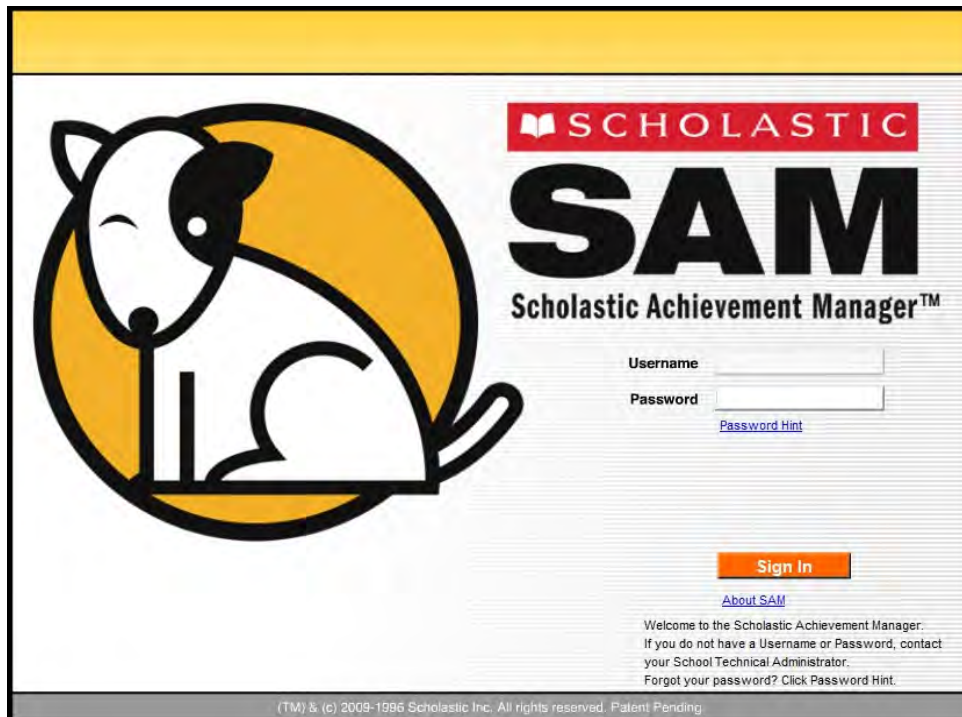 SCHOLASTIC
SAM
Scholastic Achievement Manager™
Username
Password
Password Hint
Sign In
About SAM
Welcome to the Scholastic Achievement Manager.
If you do not have a Username or Password, contact
your School Technical Administrator.
Forgot your password? Click Password Hint.
(TM) & (c) 2009-1996 Scholastic Inc. All rights reserved. Patent Pending